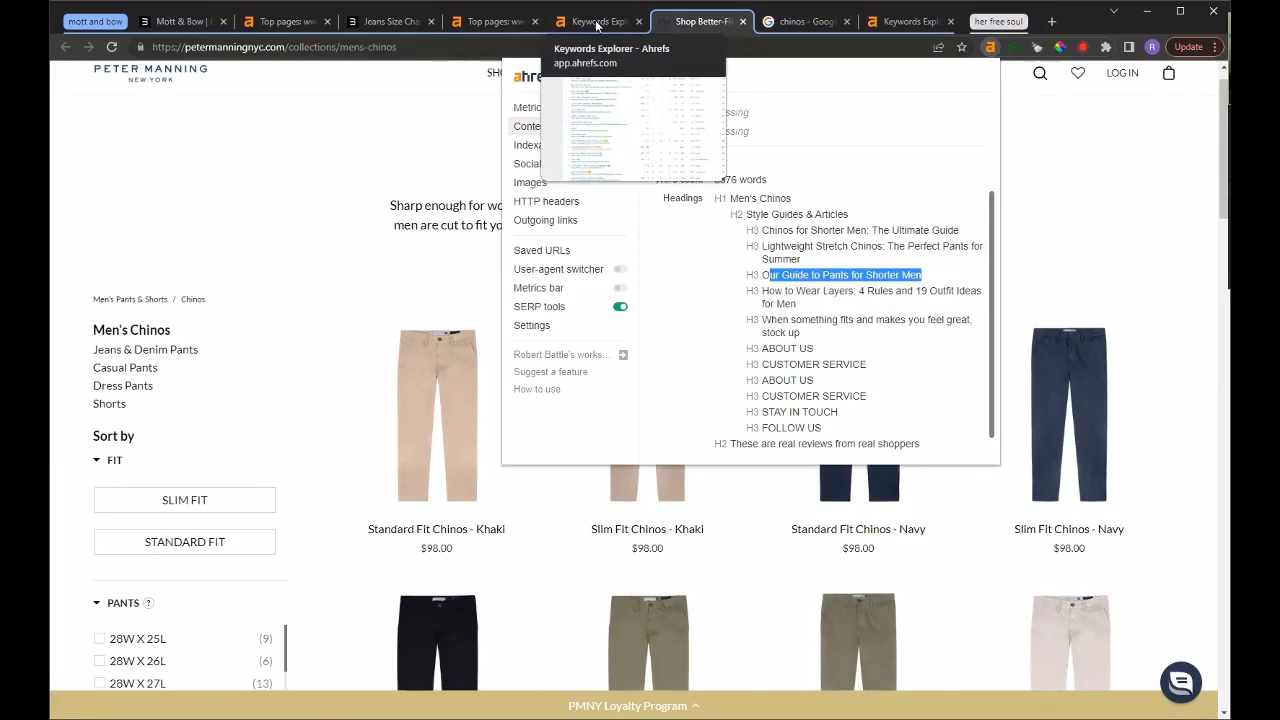 mott and bow
Mott & Bow |
Top pages ww
Jeans Size Cha
Top pages: ww
Keywords Explo
Shop Better-Fit
chinos - Googl
Keywords Expl
her free soul
https://petermanningnyc.com/collections/mens-chinos
Update
Keywords Explorer - Ahrefs
app.ahrefs.com
PETER MANNING
NEW YORK
SHO
ahre
Metric
Conte
Indexa
Social
Images
HTTP headers
Outgoing links
Saved URLs
User-agent switcher
Metrics bar
SERP tools
Settings
Robert Battle's works...
Suggest a feature
How to use
words
Headings
H1 Men's Chinos
H2 Style Guides & Articles
H3 Chinos for Shorter Men: The Ultimate Guide
H3 Lightweight Stretch Chinos: The Perfect Pants for
Summer
H3 Our Guide to Pants for Shorter Men
H3 How to Wear Layers: 4 Rules and 19 Outfit Ideas
for Men
H3 When something fits and makes you feel great,
stock up
H3 ABOUT US
H3 CUSTOMER SERVICE
H3 ABOUT US
H3 CUSTOMER SERVICE
H3 STAY IN TOUCH
H3 FOLLOW US
H2 These are real reviews from real shoppers
Sharp enough for wo
men are cut to fit yo
Men's Pants & Shorts / Chinos
Men's Chinos
Jeans & Denim Pants
Casual Pants
Dress Pants
Shorts
Sort by
FIT
SLIM FIT
STANDARD FIT
PANTS ?
28W X 25L (9)
28W X 26L (6)
28W X 27L (13)
Standard Fit Chinos - Khaki
$98.00
Slim Fit Chinos - Khaki
$98.00
Standard Fit Chinos - Navy
$98.00
Slim Fit Chinos - Navy
$98.00
PMNY Loyalty Program